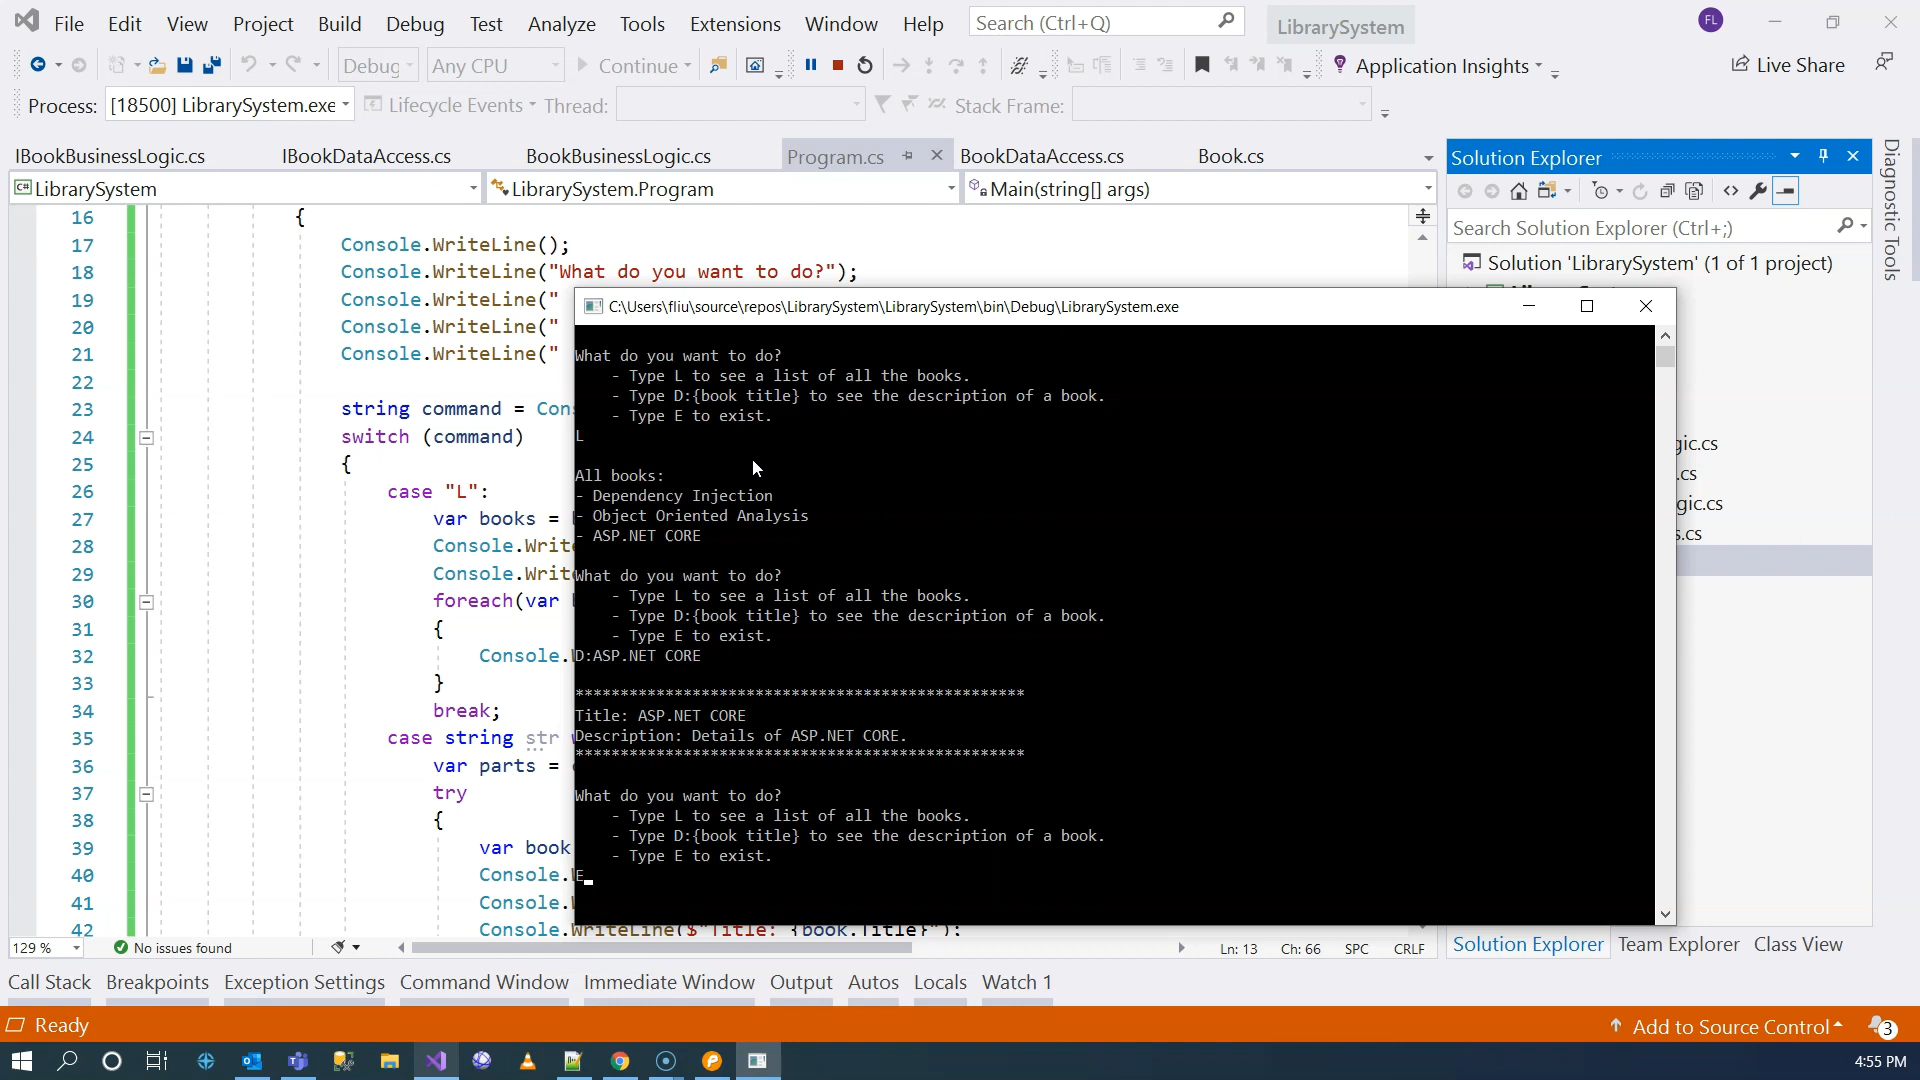 File Edit View Project Build Debug Test Analyze Tools Extensions Window Help Search (Ctrl+Q) LibrarySystem FL
Debug Any CPU Continue Application Insights Live Share
Process: [18500] LibrarySystem.exe Lifecycle Events Thread: Stack Frame:
IBookBusinessLogic.cs IBookDataAccess.cs BookBusinessLogic.cs Program.cs BookDataAccess.cs Book.cs
LibrarySystem LibrarySystem.Program Main(string[] args)
16 {
17 Console.WriteLine();
18 Console.WriteLine("What do you want to do?");
19 Console.WriteLine("
20 Console.WriteLine("
21 Console.WriteLine("
22
23 string command = Con
24 switch (command)
25 {
26 case "L":
27 var books =
28 Console.Writ
29 Console.Writ
30 foreach(var
31 {
32 Console.
33 }
34 break;
35 case string str
36 var parts =
37 try
38 {
39 var book
40 Console.
41 Console.
42 Console.WriteLine($"Title: {book.Title}");
C:\Users\fliu\source\repos\LibrarySystem\LibrarySystem\bin\Debug\LibrarySystem.exe
What do you want to do?
- Type L to see a list of all the books.
- Type D:{book title} to see the description of a book.
- Type E to exist.
L
All books:
- Dependency Injection
- Object Oriented Analysis
- ASP.NET CORE
What do you want to do?
- Type L to see a list of all the books.
- Type D:{book title} to see the description of a book.
- Type E to exist.
D:ASP.NET CORE
**************************************************
Title: ASP.NET CORE
Description: Details of ASP.NET CORE.
**************************************************
What do you want to do?
- Type L to see a list of all the books.
- Type D:{book title} to see the description of a book.
- Type E to exist.
E
Solution Explorer
Search Solution Explorer (Ctrl+;)
Solution 'LibrarySystem' (1 of 1 project)
gic.cs
.cs
gic.cs
s.cs
Diagnostic Tools
129 % No issues found Ln: 13 Ch: 66 SPC CRLF
Solution Explorer Team Explorer Class View
Call Stack Breakpoints Exception Settings Command Window Immediate Window Output Autos Locals Watch 1
Ready Add to Source Control 3
4:55 PM